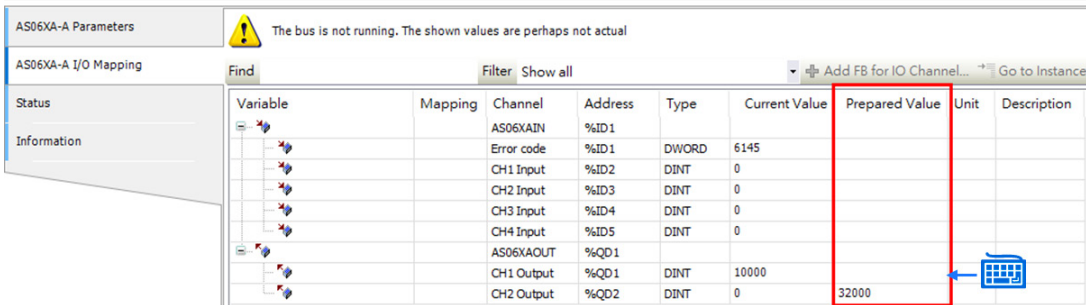 AS06XA-A Parameters
The bus is not running. The shown values are perhaps not actual
AS06XA-A I/O Mapping
Find Filter Show all Add FB for IO Channel... Go to Instance
Status
Variable Mapping Channel Address Type Current Value Prepared Value Unit Description
AS06XAIN %ID1
Information
Error code %ID1 DWORD 6145
CH1 Input %ID2 DINT 0
CH2 Input %ID3 DINT 0
CH3 Input %ID4 DINT 0
CH4 Input %ID5 DINT 0
AS06XAOUT %QD1
CH1 Output %QD1 DINT 10000
CH2 Output %QD2 DINT 0 32000